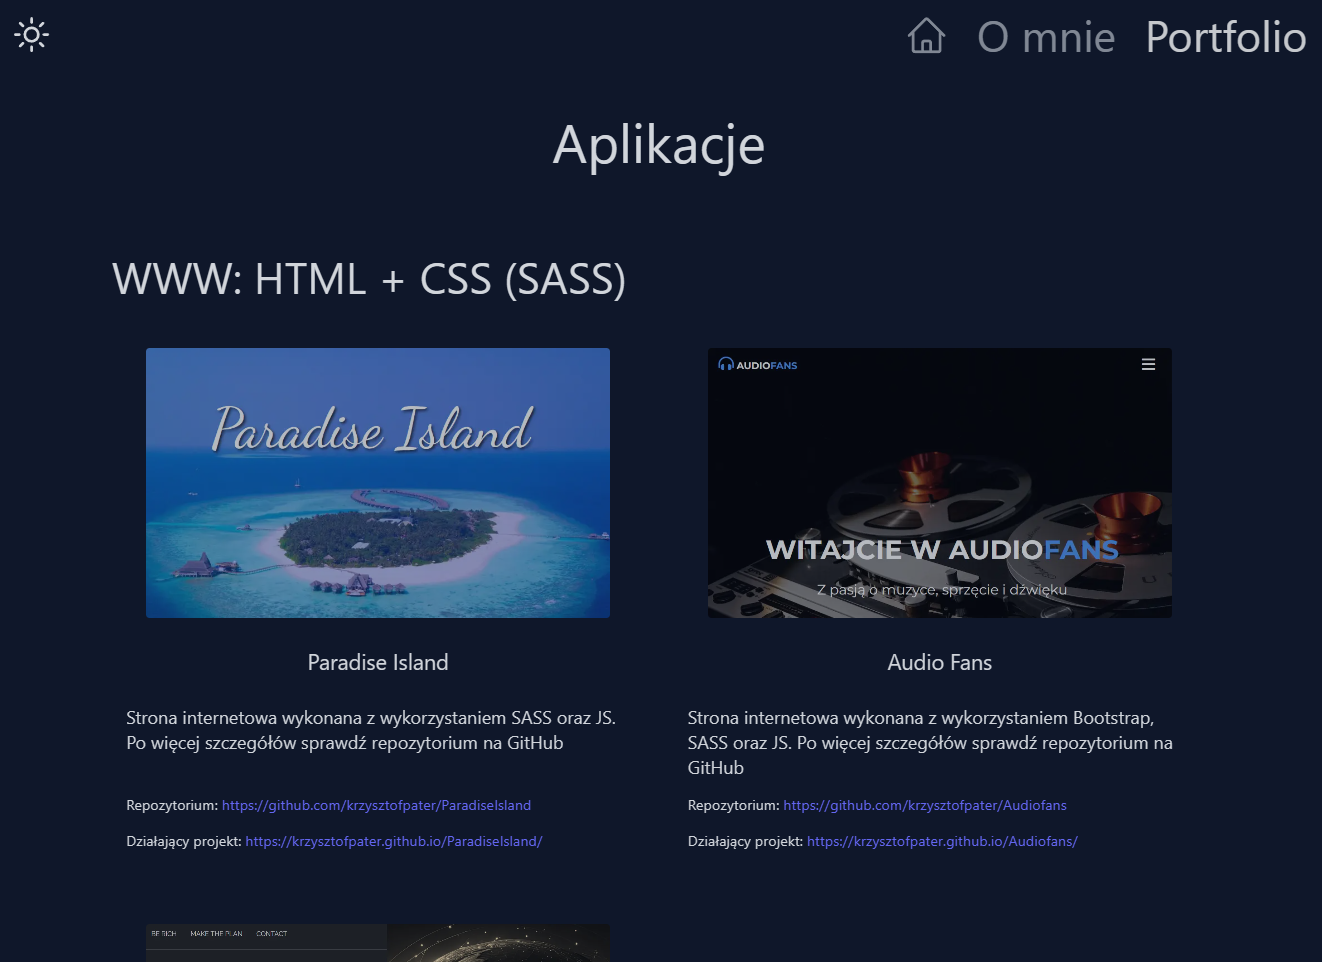 O mnie Portfolio
Aplikacje
WWW: HTML + CSS (SASS)
Paradise Island
AUDIOFANS
WITAJCIE W AUDIOFANS
Z pasją o muzyce, sprzęcie i dźwięku
Paradise Island
Strona internetowa wykonana z wykorzystaniem SASS oraz JS.
Po więcej szczegółów sprawdź repozytorium na GitHub
Repozytorium: https://github.com/krzysztofpater/ParadiseIsland
Działający projekt: https://krzysztofpater.github.io/ParadiseIsland/
Audio Fans
Strona internetowa wykonana z wykorzystaniem Bootstrap,
SASS oraz JS. Po więcej szczegółów sprawdź repozytorium na
GitHub
Repozytorium: https://github.com/krzysztofpater/Audiofans
Działający projekt: https://krzysztofpater.github.io/Audiofans/
BE RICH MAKE THE PLAN CONTACT